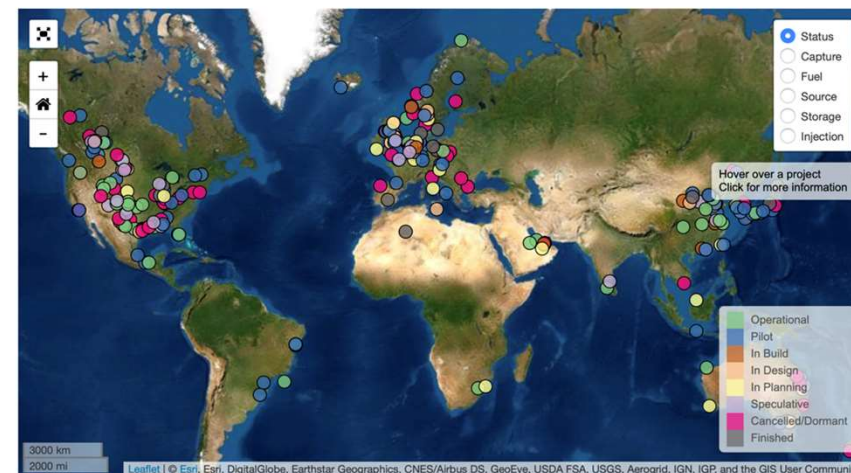 +
-
Status
Capture
Fuel
Source
Storage
Injection
Hover over a project
Click for more information
Operational
Pilot
In Build
In Design
In Planning
Speculative
Cancelled/Dormant
Finished
3000 km
2000 mi
Leaflet | © Esri, Esri, DigitalGlobe, Earthstar Geographics, CNES/Airbus DS, GeoEye, USDA FSA, USGS, Aerogrid, IGN, IGP, and the GIS User Commun